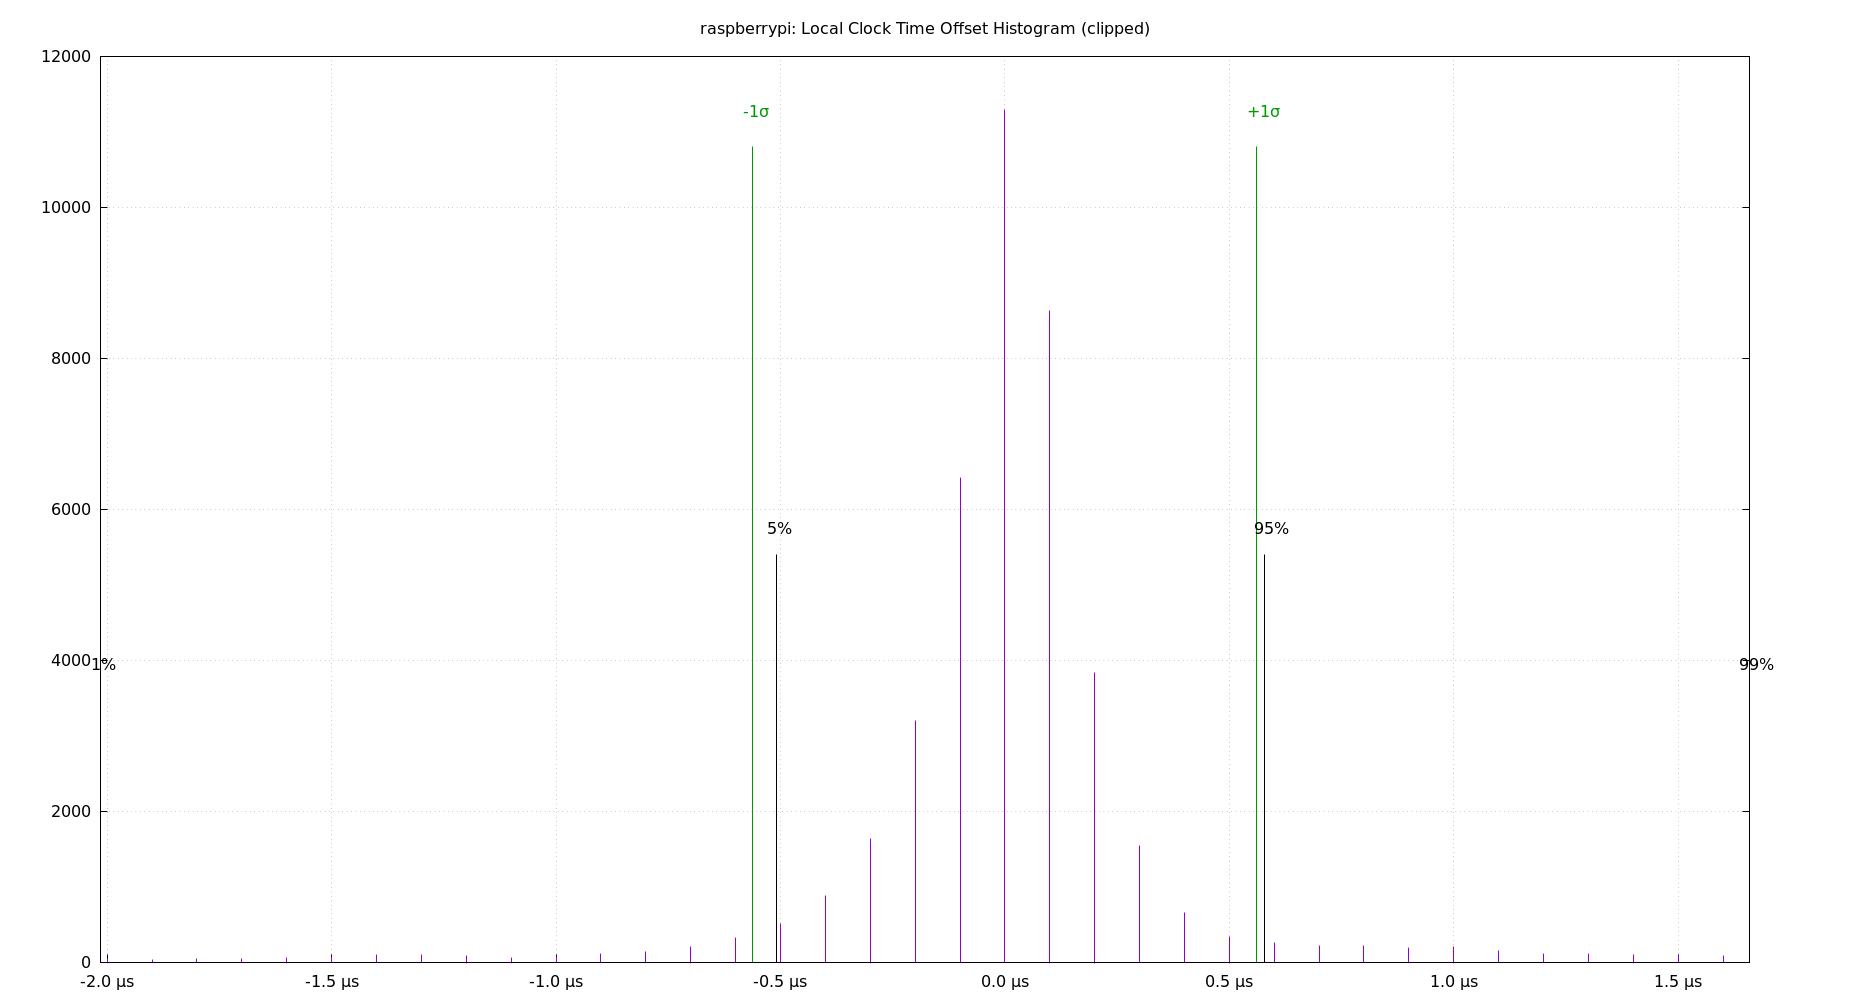 raspberrypi: Local Clock Time Offset Histogram (clipped)
12000
-1σ
+1σ
10000
8000
6000
5%
95%
4000
1%
99%
2000
0
-2.0 µs
-1.5 µs
-1.0 µs
-0.5 µs
0.0 µs
0.5 µs
1.0 µs
1.5 µs